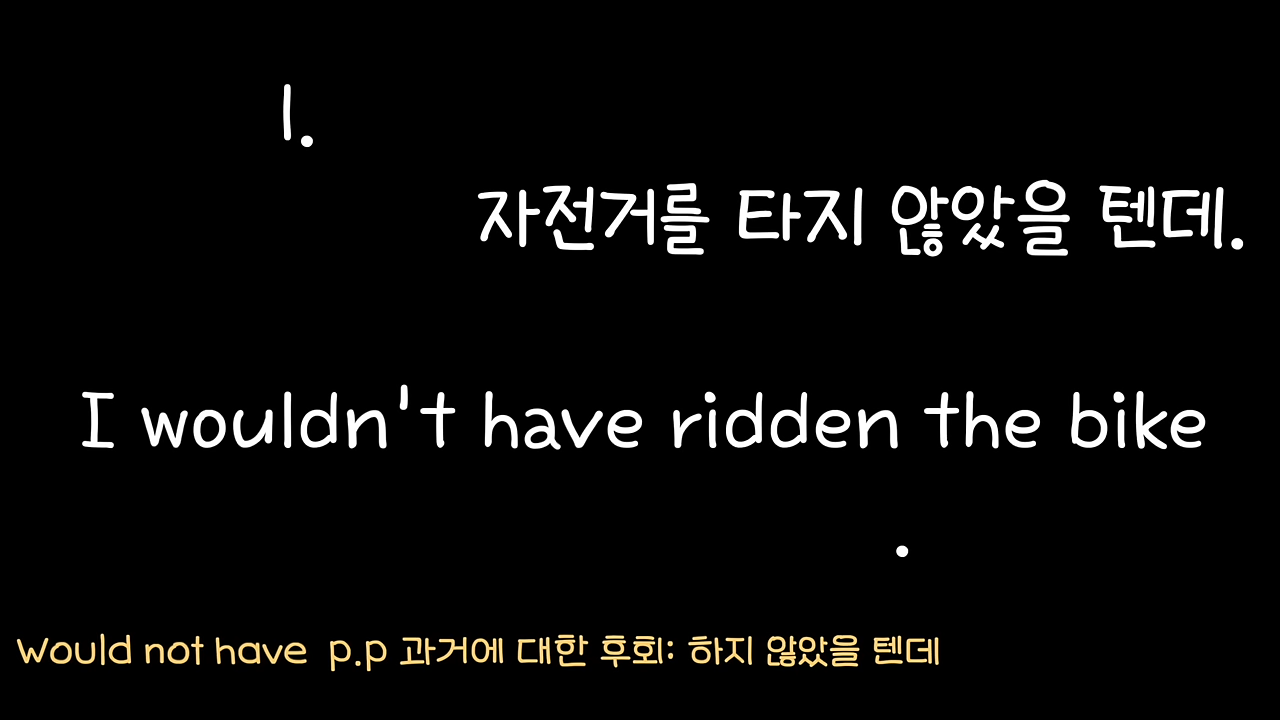 1.
자전거를 타지 않았을 텐데.
I wouldn't have ridden the bike
.
Would not have p.p 과거에 대한 후회: 하지 않았을 텐데